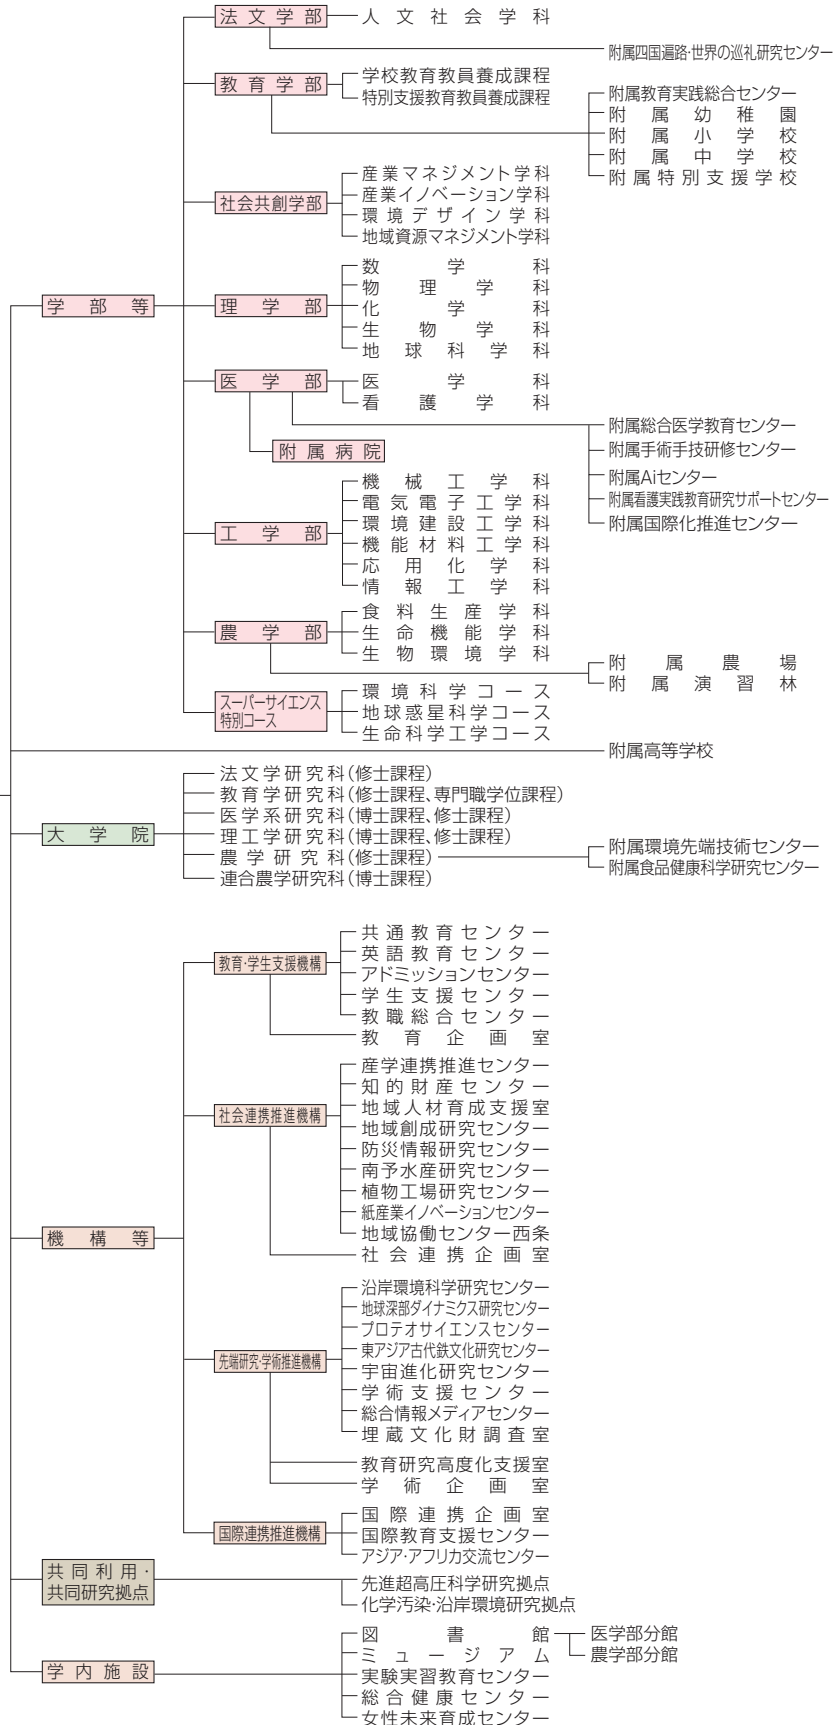 法文学部 人文社会学科
附属四国遍路・世界の巡礼研究センター
教育学部
学校教育教員養成課程
特別支援教育教員養成課程
附属教育実践総合センター
附属幼稚園
附属小学校
附属中学校
附属特別支援学校
社会共創学部
産業マネジメント学科
産業イノベーション学科
環境デザイン学科
地域資源マネジメント学科
学部等
理学部
数学科
物理学科
化学科
生物学科
地球科学科
医学部
医学科
看護学科
附属病院
附属総合医学教育センター
附属手術手技研修センター
附属Aiセンター
附属看護実践教育研究サポートセンター
附属国際化推進センター
工学部
機械工学科
電気電子工学科
環境建設工学科
機能材料工学科
応用化学科
情報工学科
農学部
食料生産学科
生命機能学科
生物環境学科
附属農場
附属演習林
スーパーサイエンス
特別コース
環境科学コース
地球惑星科学コース
生命科学工学コース
附属高等学校
大学院
法文学研究科(修士課程)
教育学研究科(修士課程、専門職学位課程)
医学系研究科(博士課程、修士課程)
理工学研究科(博士課程、修士課程)
農学研究科(修士課程)
連合農学研究科(博士課程)
附属環境先端技術センター
附属食品健康科学研究センター
機構等
教育・学生支援機構
共通教育センター
英語教育センター
アドミッションセンター
学生支援センター
教職総合センター
教育企画室
社会連携推進機構
産学連携推進センター
知的財産センター
地域人材育成支援室
地域創成研究センター
防災情報研究センター
南予水産研究センター
植物工場研究センター
紙産業イノベーションセンター
地域協働センター西条
社会連携企画室
先端研究・学術推進機構
沿岸環境科学研究センター
地球深部ダイナミクス研究センター
プロテオサイエンスセンター
東アジア古代鉄文化研究センター
宇宙進化研究センター
学術支援センター
総合情報メディアセンター
埋蔵文化財調査室
教育研究高度化支援室
学術企画室
国際連携推進機構
国際連携企画室
国際教育支援センター
アジア・アフリカ交流センター
共同利用・
共同研究拠点
先進超高圧科学研究拠点
化学汚染・沿岸環境研究拠点
学内施設
図書館
医学部分館
農学部分館
ミュージアム
実験実習教育センター
総合健康センター
女性未来育成センター